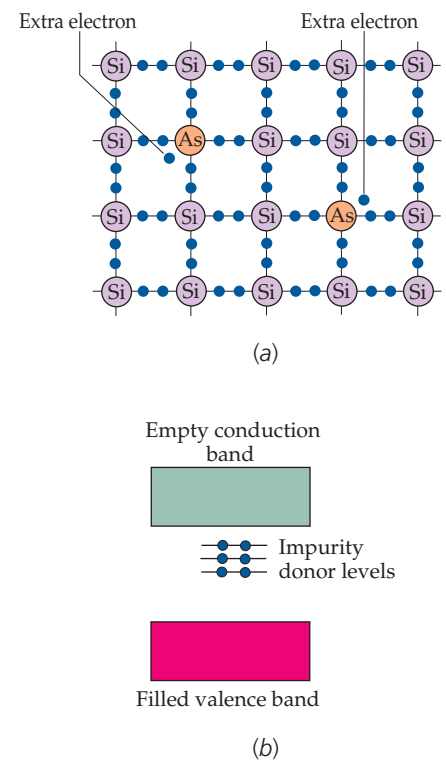 Extra electron Extra electron
Si Si Si Si Si
Si As Si Si Si
Si Si Si As Si
Si Si Si Si Si
(a)
Empty conduction
band
Impurity
donor levels
Filled valence band
(b)